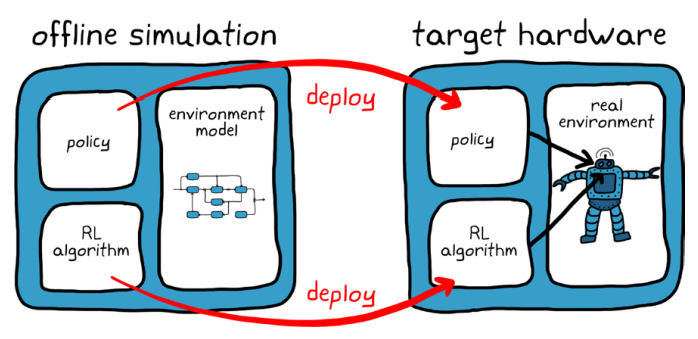 offline simulation
target hardware
policy
environment
model
RL
algorithm
deploy
deploy
policy
real
environment
RL
algorithm